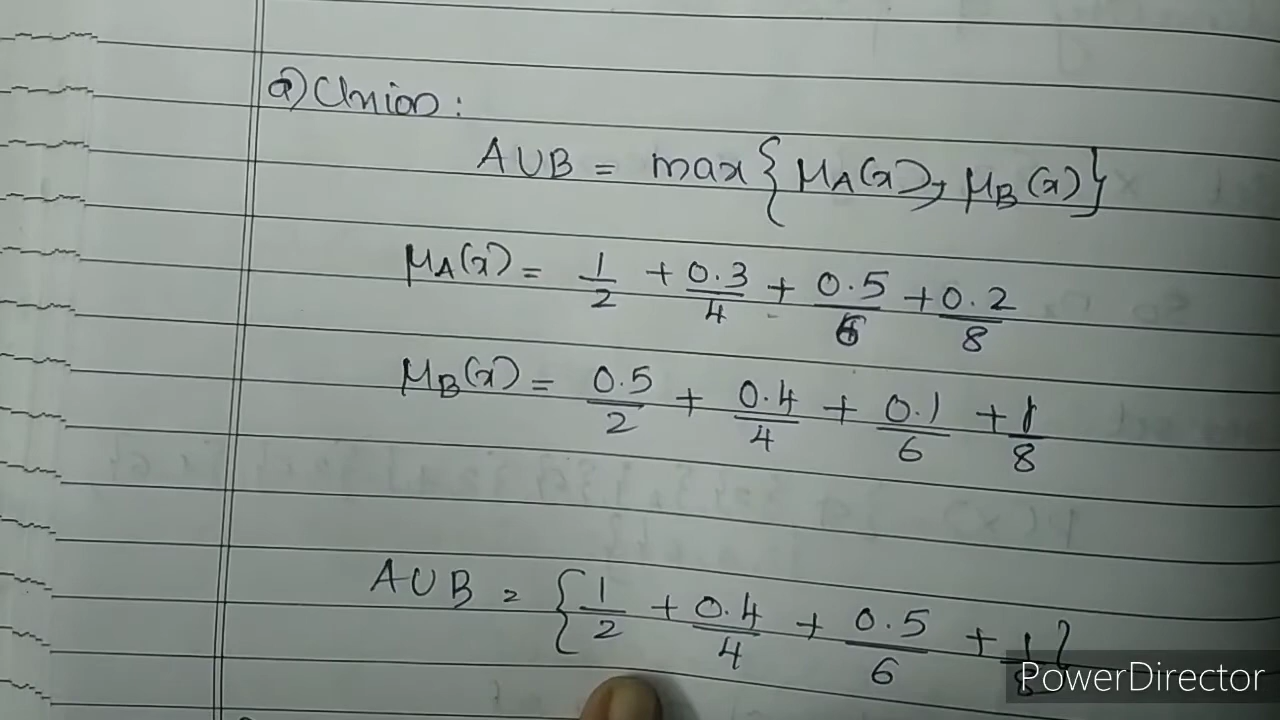 a) Union :
A∪B = max{ μA(x), μB(x)}
μA(x) = 1/2 + 0.3/4 + 0.5/6 + 0.2/8
μB(x) = 0.5/2 + 0.4/4 + 0.1/6 + 1/8
A∪B = {1/2 + 0.4/4 + 0.5/6 + 1/8}
PowerDirector